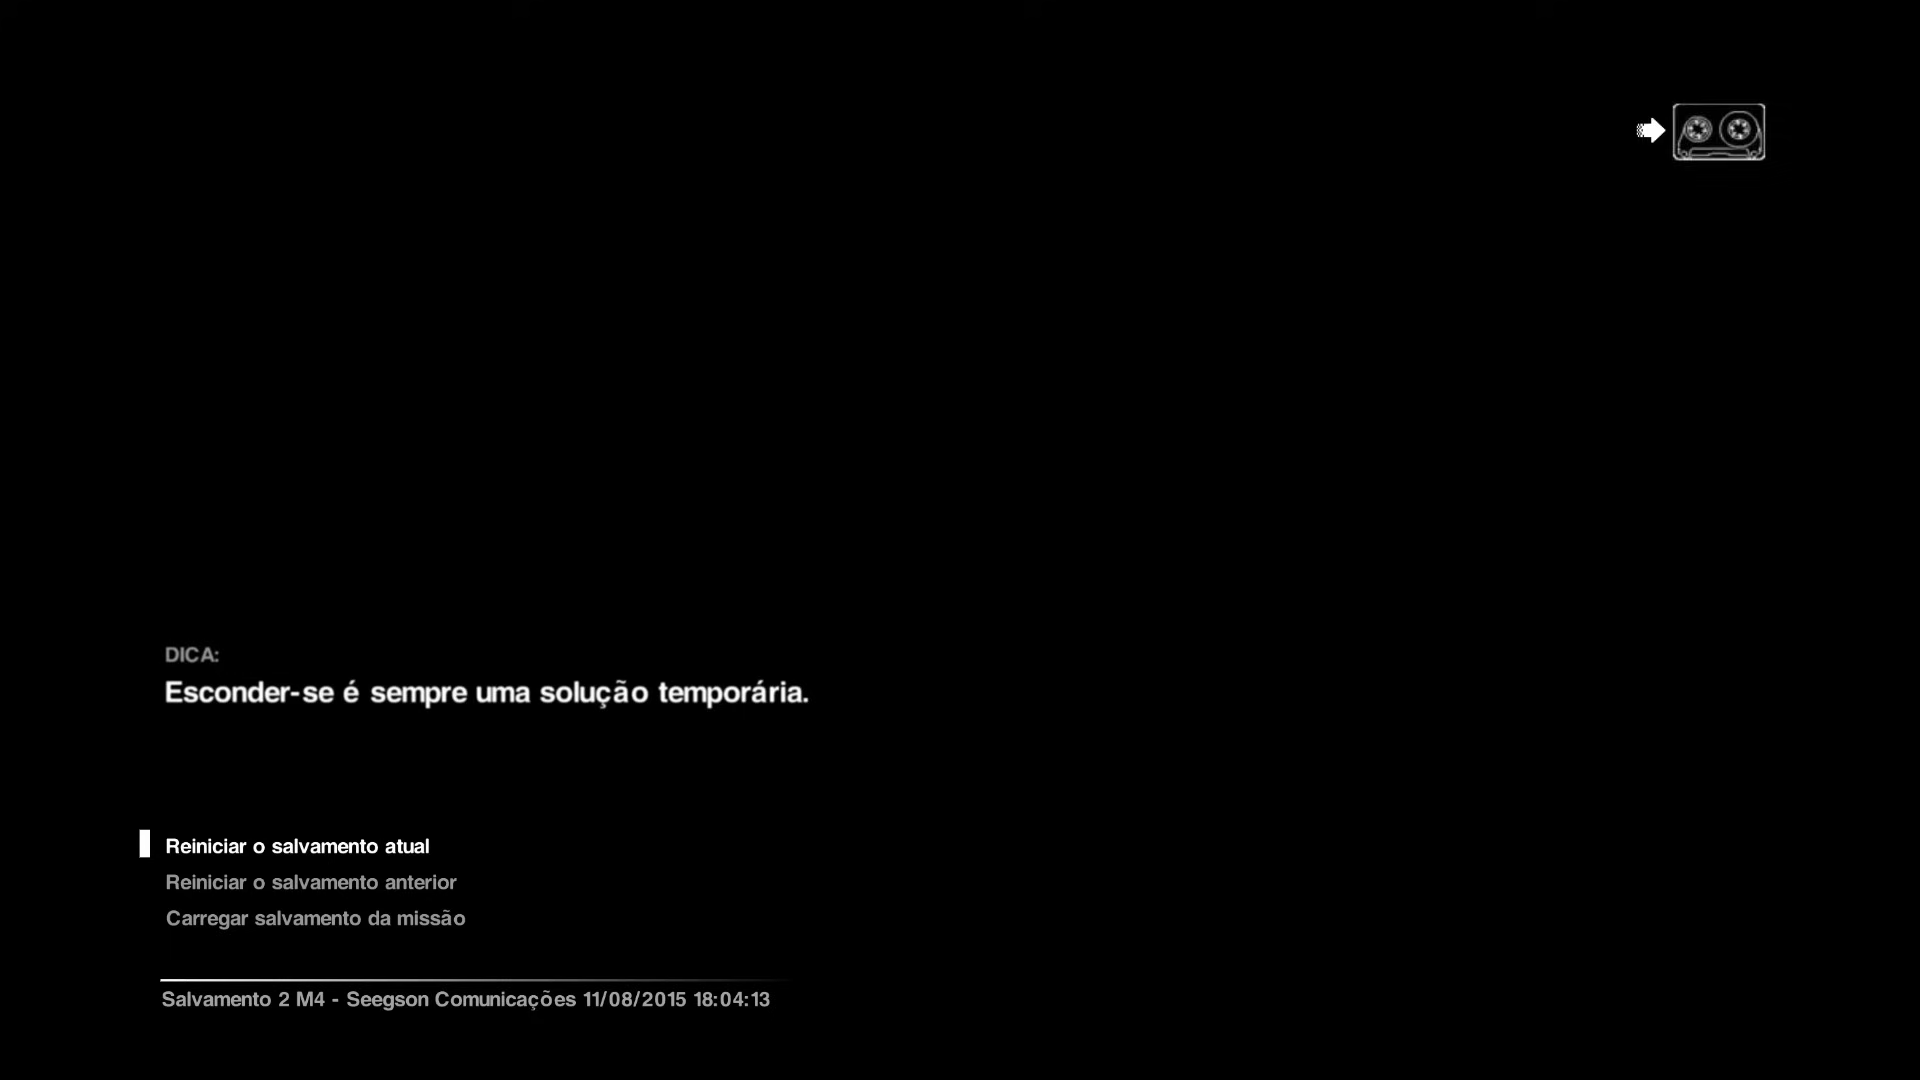 DICA:
Esconder-se é sempre uma solução temporária.
Reiniciar o salvamento atual
Reiniciar o salvamento anterior
Carregar salvamento da missão
Salvamento 2 M4 - Seegson Comunicações 11/08/2015 18:04:13